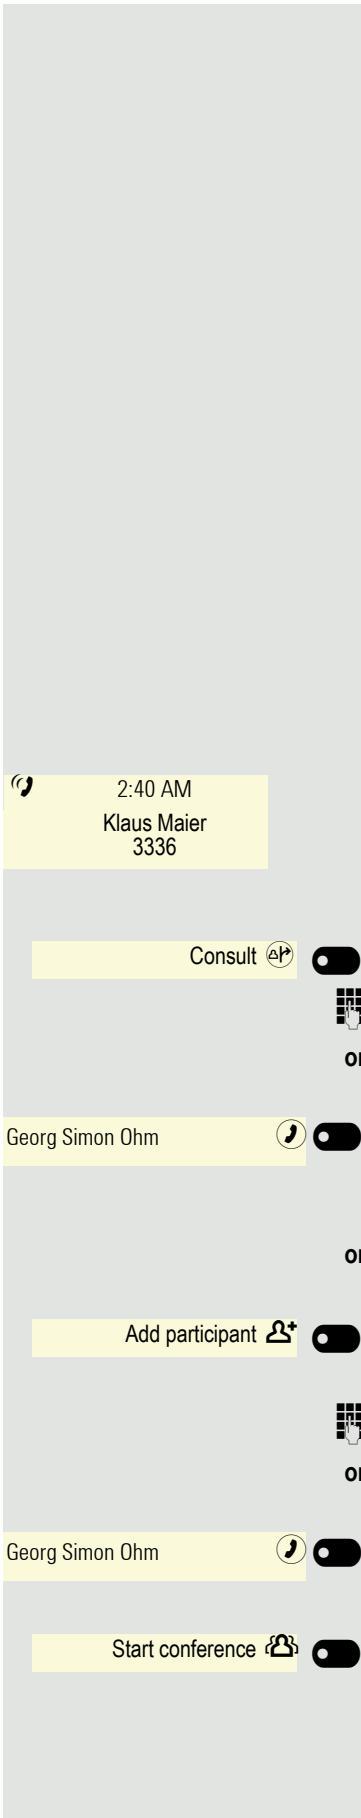 2:40 AM
Klaus Maier
3336
Consult
or
Georg Simon Ohm
or
Add participant
or
Georg Simon Ohm
Start conference